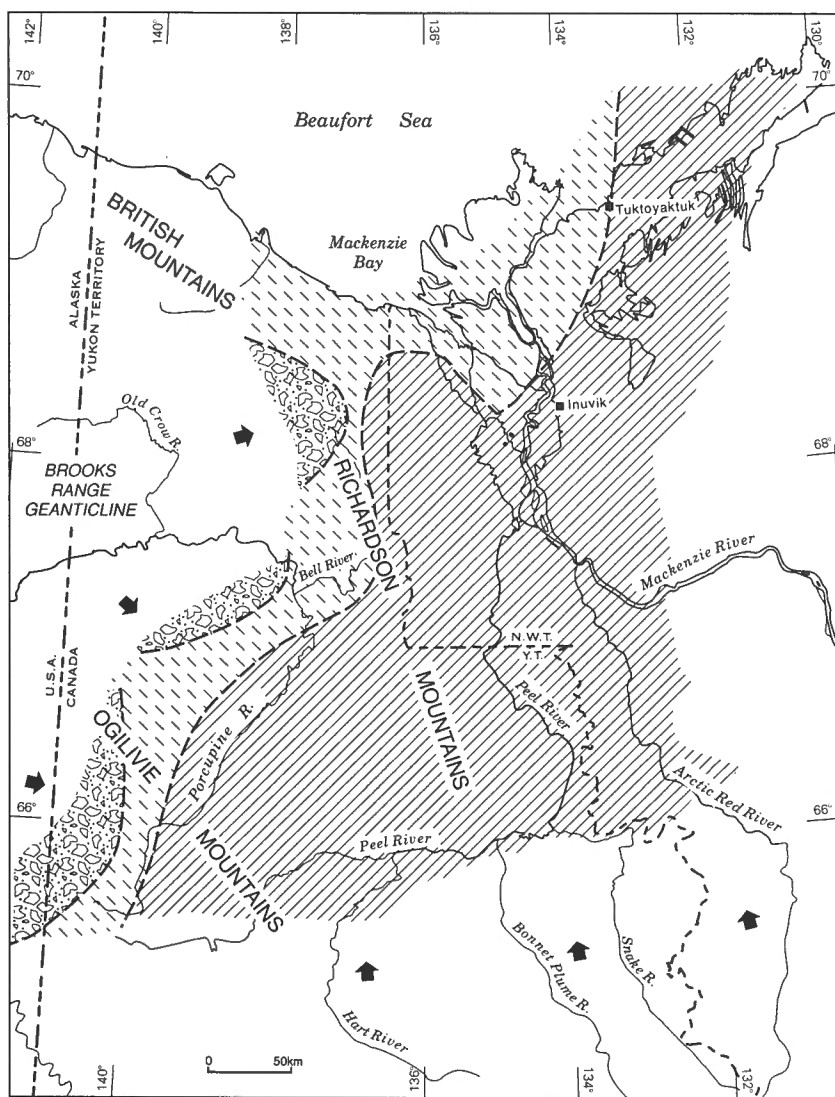 142°
140°
138°
136°
134°
132°
130°
70°
70°
Beaufort Sea
Tuktoyaktuk
BRITISH
MOUNTAINS
Mackenzie
Bay
ALASKA
YUKON TERRITORY
Old Crow R.
Inuvik
68°
68°
BROOKS
RANGE
GEANTICLINE
RICHARDSON
Bell River
Mackenzie River
N.W.T.
Y.T.
U.S.A.
CANADA
Peel River
MOUNTAINS
OGILIVIE
Porcupine R.
66°
66°
Arctic Red River
Peel River
MOUNTAINS
Bonnet Plume R.
Snake R.
Hart River
0 50km
140°
136°
134°
132°